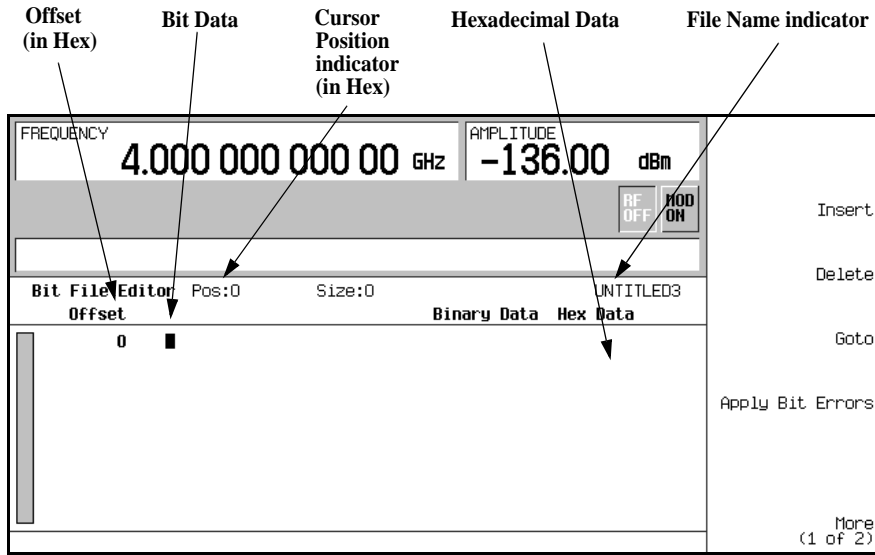 Offset
(in Hex)
Bit Data
Cursor
Position
indicator
(in Hex)
Hexadecimal Data
File Name indicator
FREQUENCY
4.000 000 000 00 GHz
AMPLITUDE
-136.00 dBm
RF
OFF
MOD
ON
Bit File Editor Pos:0 Size:0 UNTITLED3
Offset Binary Data Hex Data
0
Insert
Delete
Goto
Apply Bit Errors
More
(1 of 2)